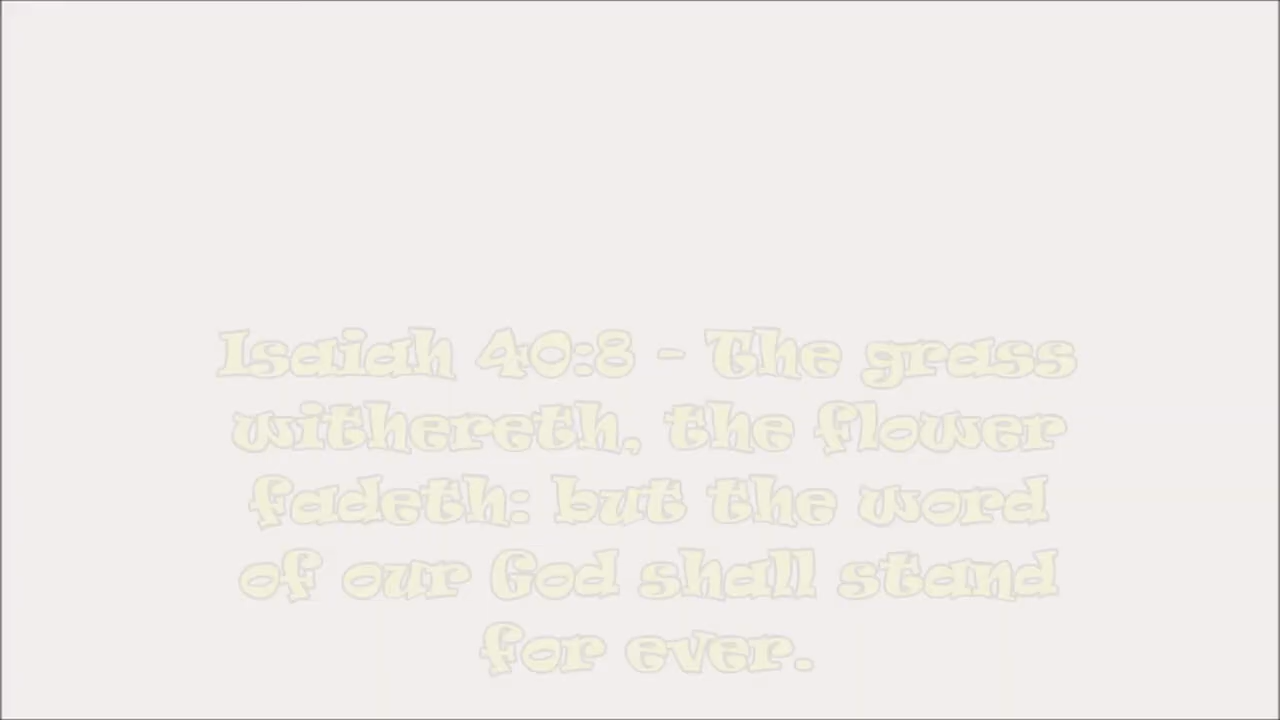 Isaiah 40:8 - The grass
withereth, the flower
fadeth: but the word
of our God shall stand
for ever.